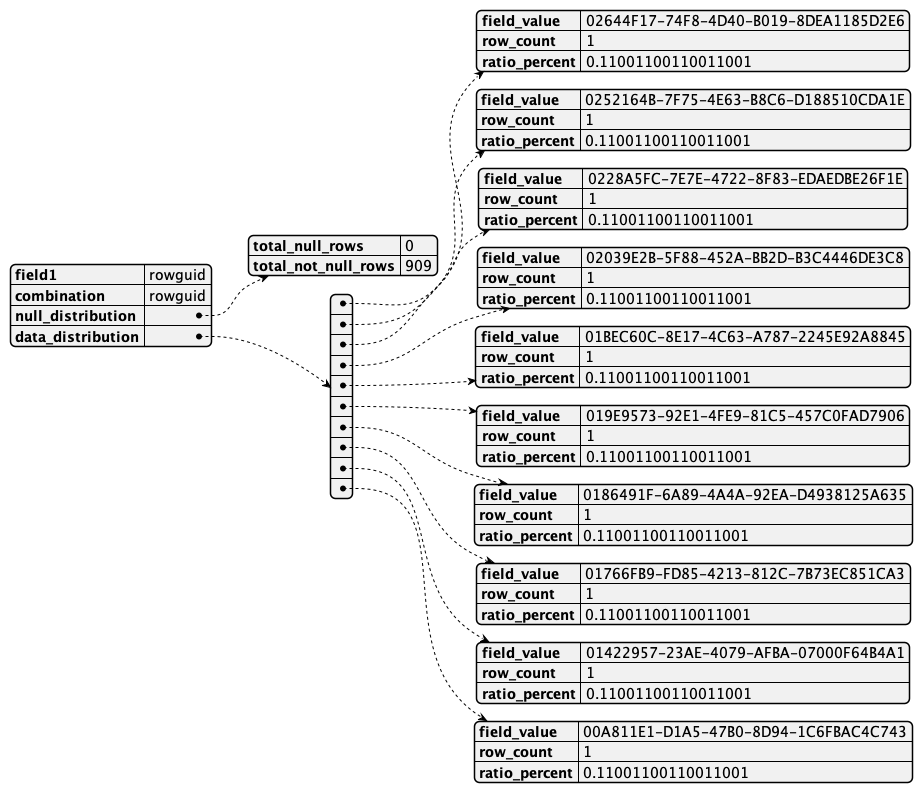 field1 rowguid
combination rowguid
null_distribution
data_distribution
total_null_rows 0
total_not_null_rows 909
field_value 02644F17-74F8-4D40-B019-8DEA1185D2E6
row_count 1
ratio_percent 0.11001100110011001
field_value 0252164B-7F75-4E63-B8C6-D188510CDA1E
row_count 1
ratio_percent 0.11001100110011001
field_value 0228A5FC-7E7E-4722-8F83-EDAEDBE26F1E
row_count 1
ratio_percent 0.11001100110011001
field_value 02039E2B-5F88-452A-BB2D-B3C4446DE3C8
row_count 1
ratio_percent 0.11001100110011001
field_value 01BEC60C-8E17-4C63-A787-2245E92A8845
row_count 1
ratio_percent 0.11001100110011001
field_value 019E9573-92E1-4FE9-81C5-457C0FAD7906
row_count 1
ratio_percent 0.11001100110011001
field_value 0186491F-6A89-4A4A-92EA-D4938125A635
row_count 1
ratio_percent 0.11001100110011001
field_value 01766FB9-FD85-4213-812C-7B73EC851CA3
row_count 1
ratio_percent 0.11001100110011001
field_value 01422957-23AE-4079-AFBA-07000F64B4A1
row_count 1
ratio_percent 0.11001100110011001
field_value 00A811E1-D1A5-47B0-8D94-1C6FBAC4C743
row_count 1
ratio_percent 0.11001100110011001